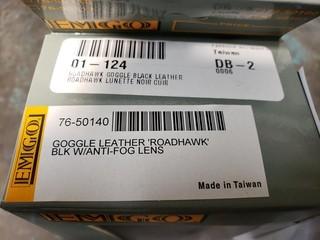 01-124
ROADHAWK GOGGLE BLACK LEATHER
ROADHAWK LUNETTE NOIR CUIR
Taiwan
DB-2
0006
EMGO
76-50140
GOGGLE LEATHER 'ROADHAWK'
BLK W/ANTI-FOG LENS
Made in Taiwan
EMGO